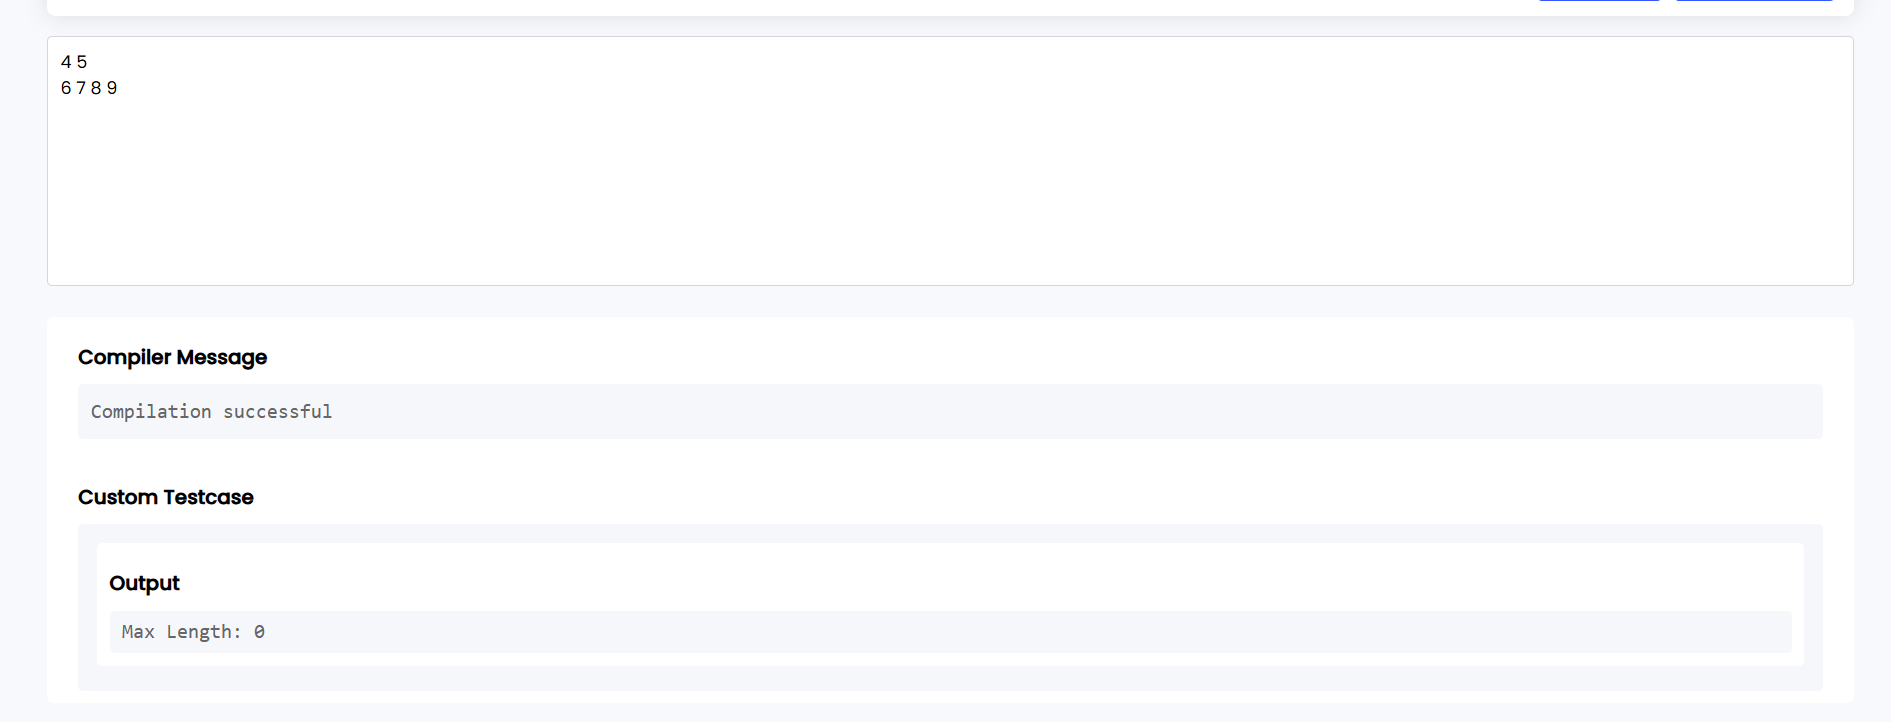 4 5
6 7 8 9
Compiler Message
Compilation successful
Custom Testcase
Output
Max Length: 0